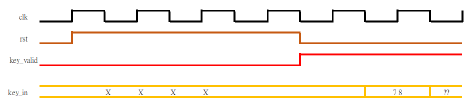 clk
rst
key_valid
key_in X X X X 7 8 ??